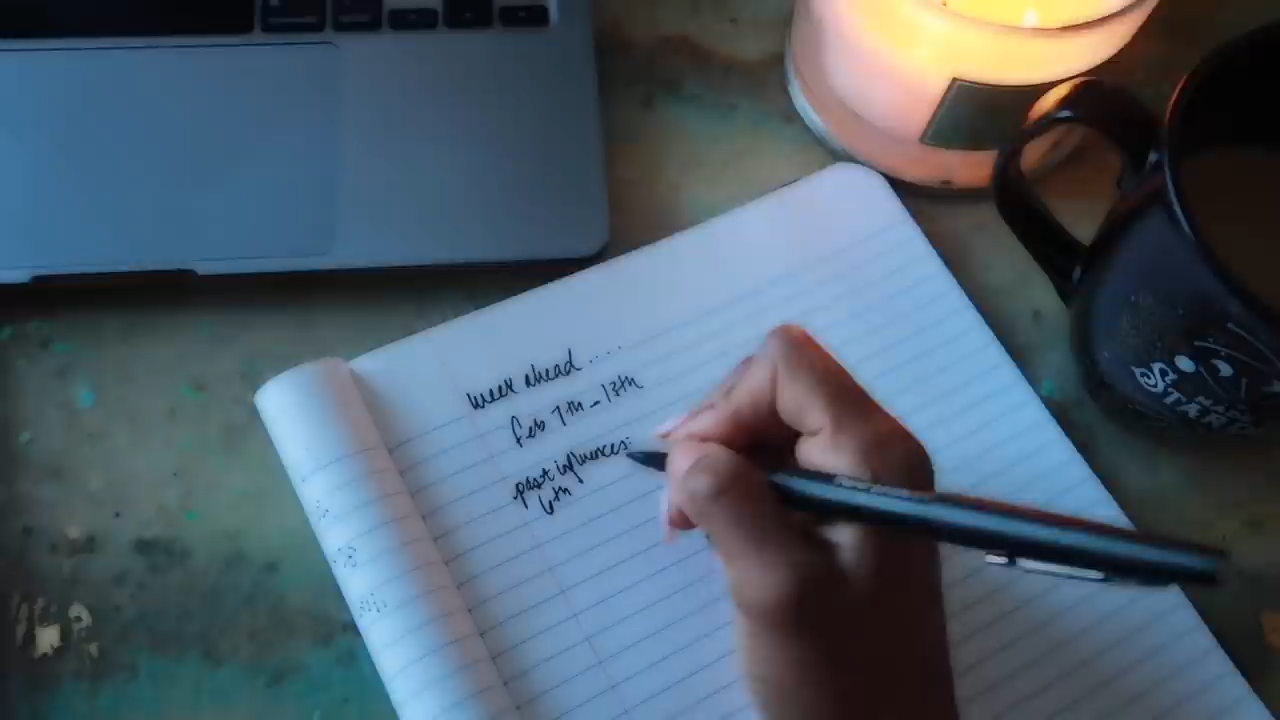 week ahead.....
feb 7th - 13th
past influences:
6th